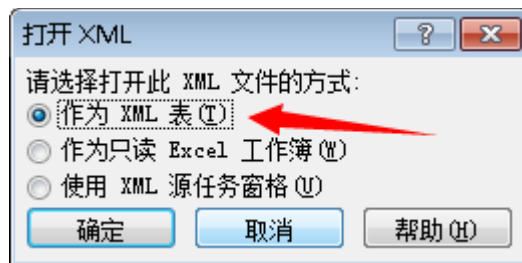 打开 XML
请选择打开此 XML 文件的方式:
作为 XML 表(T)
作为只读 Excel 工作簿(W)
使用 XML 源任务窗格(U)
确定 取消 帮助(H)